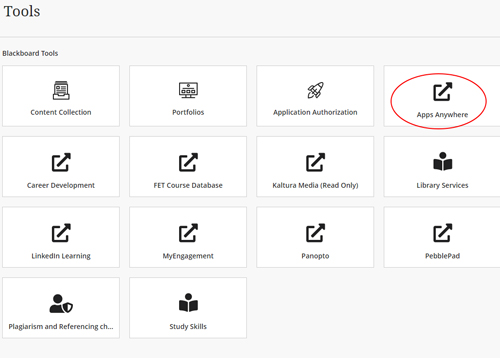 Tools
Blackboard Tools
Content Collection
Portfolios
Application Authorization
Apps Anywhere
Career Development
FET Course Database
Kaltura Media (Read Only)
Library Services
LinkedIn Learning
MyEngagement
Panopto
PebblePad
Plagiarism and Referencing ch...
Study Skills